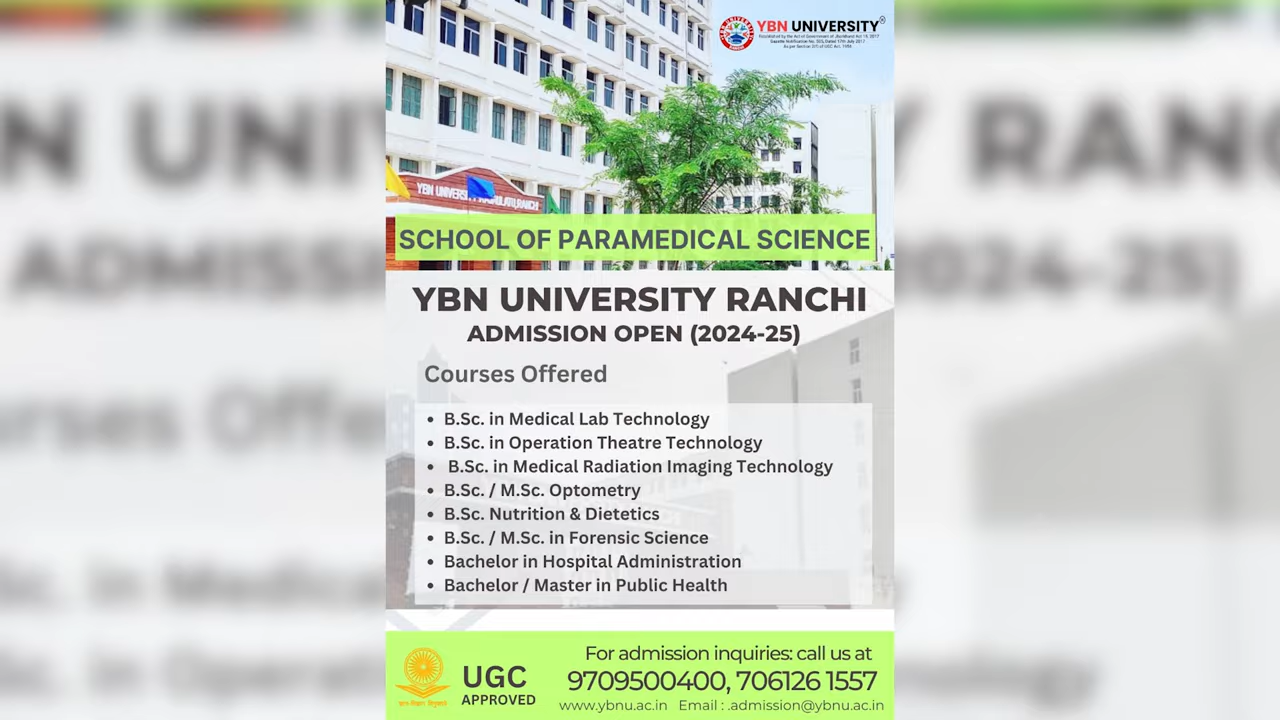 YBN UNIVERSITY®
YBN UNIVERSITY
RANCHI
SCHOOL OF PARAMEDICAL SCIENCE
YBN UNIVERSITY RANCHI
ADMISSION OPEN (2024-25)
Courses Offered
• B.Sc. in Medical Lab Technology
• B.Sc. in Operation Theatre Technology
• B.Sc. in Medical Radiation Imaging Technology
• B.Sc. / M.Sc. Optometry
• B.Sc. Nutrition & Dietetics
• B.Sc. / M.Sc. in Forensic Science
• Bachelor in Hospital Administration
• Bachelor / Master in Public Health
UGC
APPROVED
For admission inquiries: call us at
9709500400, 706126 1557
www.ybnu.ac.in Email : .admission@ybnu.ac.in